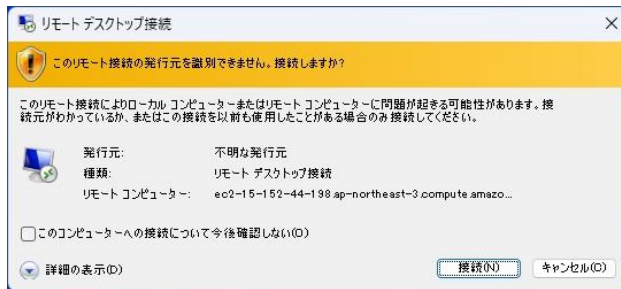 リモート デスクトップ接続
このリモート接続の発行元を識別できません。接続しますか?
このリモート接続によりローカル コンピューターまたはリモート コンピューターに問題が起きる可能性があります。接
続元がわかっているか、またはこの接続を以前も使用したことがある場合のみ接続してください。
発行元: 不明な発行元
種類: リモート デスクトップ接続
リモート コンピューター: ec2-15-152-44-198.ap-northeast-3.compute.amazo...
このコンピューターへの接続について今後確認しない(O)
詳細の表示(D) 接続(N) キャンセル(C)